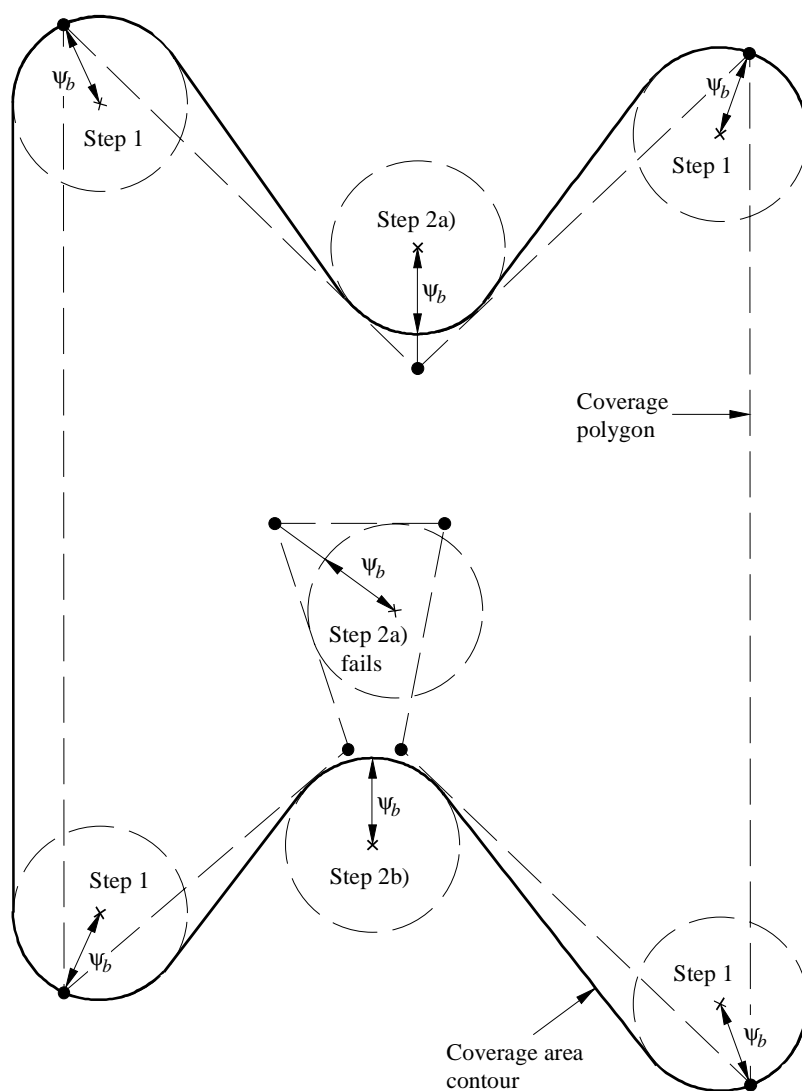 ψb
ψb
Step 1
Step 1
Step 2a)
ψb
Coverage
polygon
ψb
Step 2a)
fails
ψb
Step 1
Step 2b)
ψb
Step 1
ψb
Coverage area
contour